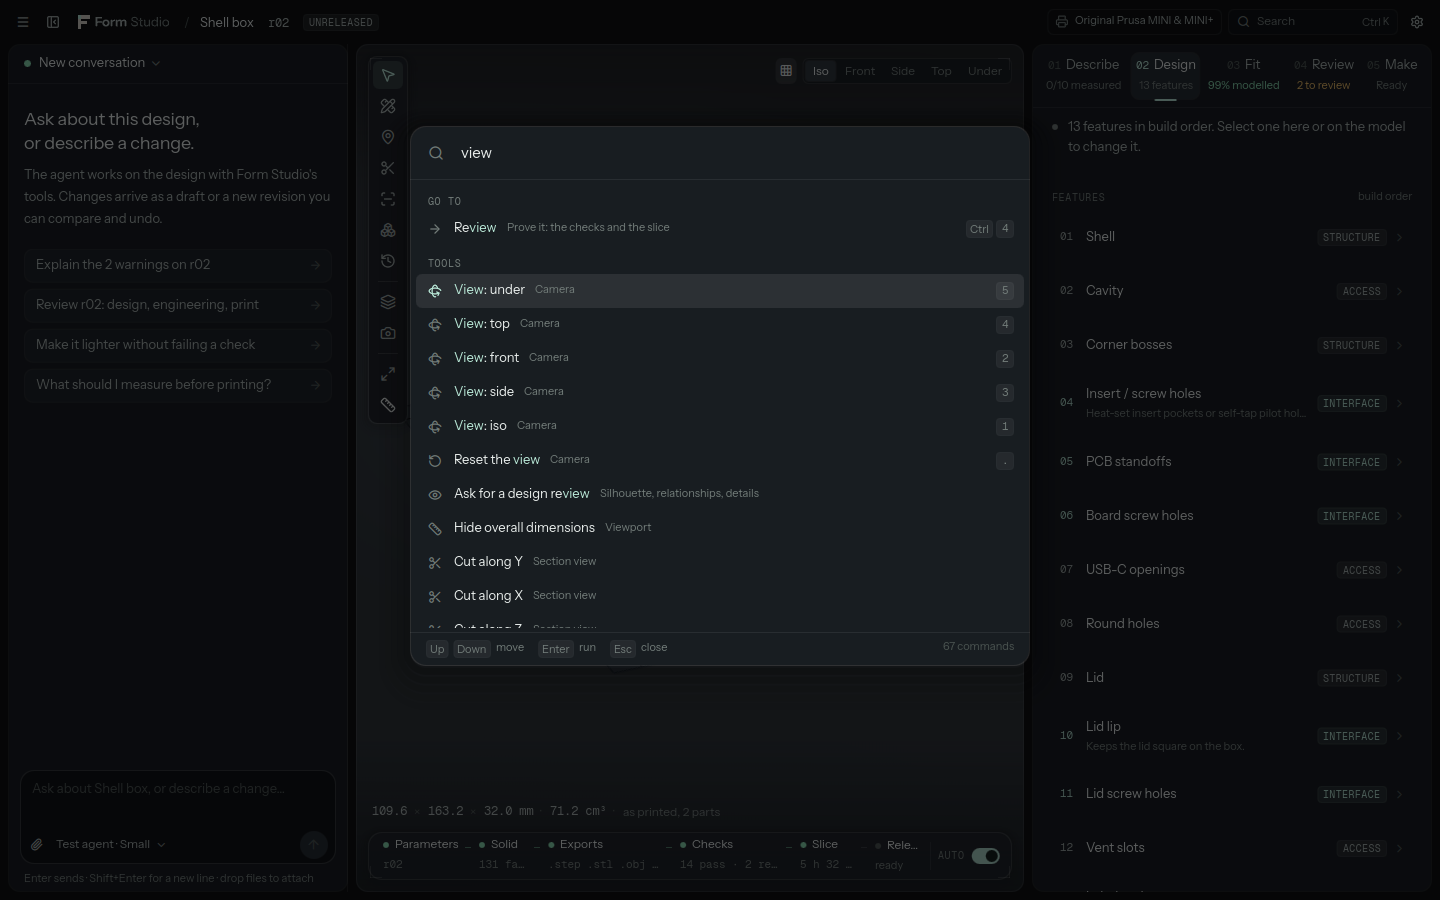 Form Studio / Shell box r02 UNRELEASED
Original Prusa MINI & MINI+
Search Ctrl K
New conversation
Ask about this design,
or describe a change.
The agent works on the design with Form Studio's
tools. Changes arrive as a draft or a new revision you
can compare and undo.
Explain the 2 warnings on r02
Review r02: design, engineering, print
Make it lighter without failing a check
What should I measure before printing?
Ask about Shell box, or describe a change...
Test agent · Small
Enter sends · Shift+Enter for a new line · drop files to attach
Iso Front Side Top Under
view
GO TO
Review Prove it: the checks and the slice Ctrl 4
TOOLS
View: under Camera 5
View: top Camera 4
View: front Camera 2
View: side Camera 3
View: iso Camera 1
Reset the view Camera .
Ask for a design review Silhouette, relationships, details
Hide overall dimensions Viewport
Cut along Y Section view
Cut along X Section view
Cut along Z Section view
Up Down move Enter run Esc close 67 commands
109.6 × 163.2 × 32.0 mm · 71.2 cm³ · as printed, 2 parts
Parameters … Solid … Exports … Checks … Slice … Rele…
r02 131 fa… .step .stl .obj … 14 pass · 2 re… 5 h 32 … ready
AUTO
01 Describe 02 Design 03 Fit 04 Review 05 Make
0/10 measured 13 features 99% modelled 2 to review Ready
13 features in build order. Select one here or on the model
to change it.
FEATURES build order
01 Shell STRUCTURE
02 Cavity ACCESS
03 Corner bosses STRUCTURE
04 Insert / screw holes INTERFACE
Heat-set insert pockets or self-tap pilot hol...
05 PCB standoffs INTERFACE
06 Board screw holes INTERFACE
07 USB-C openings ACCESS
08 Round holes ACCESS
09 Lid STRUCTURE
10 Lid lip INTERFACE
Keeps the lid square on the box.
11 Lid screw holes INTERFACE
12 Vent slots ACCESS